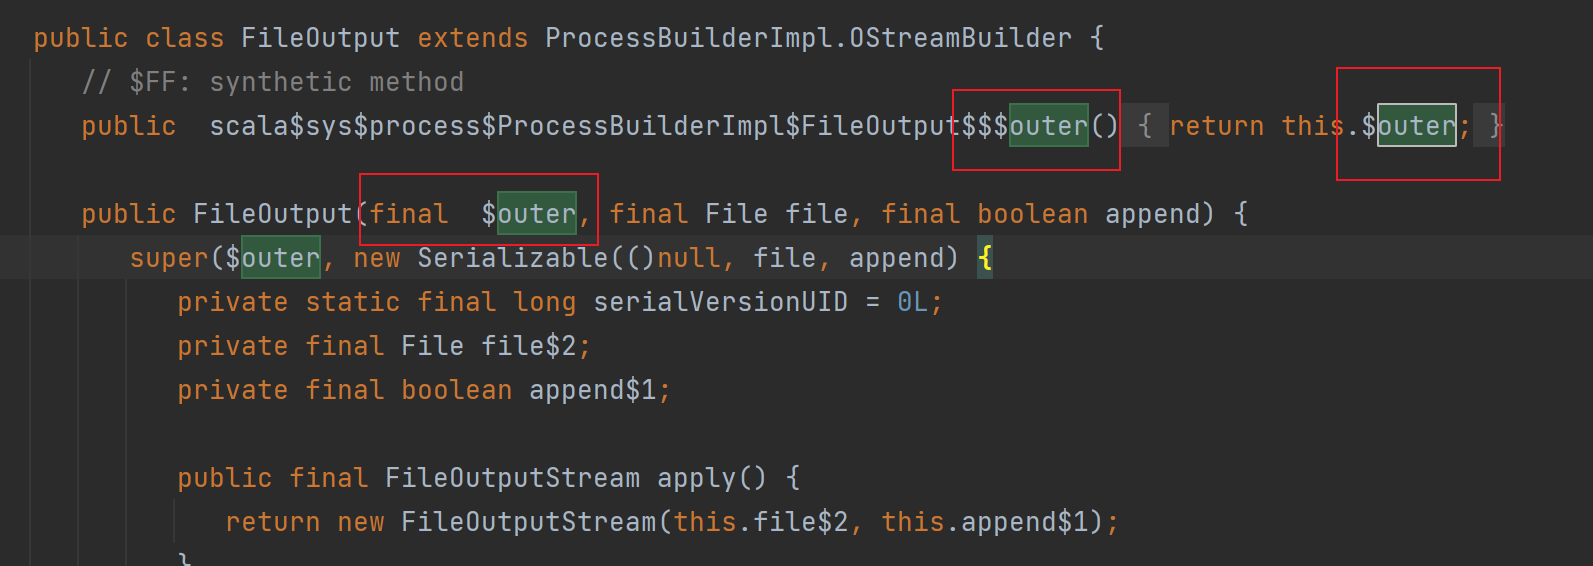 public class FileOutput extends ProcessBuilderImpl.OStreamBuilder {
// $FF: synthetic method
public  scala$sys$process$ProcessBuilderImpl$FileOutput$$$outer() { return this.$outer; }
public FileOutput(final  $outer, final File file, final boolean append) {
super($outer, new Serializable(()null, file, append) {
private static final long serialVersionUID = 0L;
private final File file$2;
private final boolean append$1;
public final FileOutputStream apply() {
return new FileOutputStream(this.file$2, this.append$1);
}